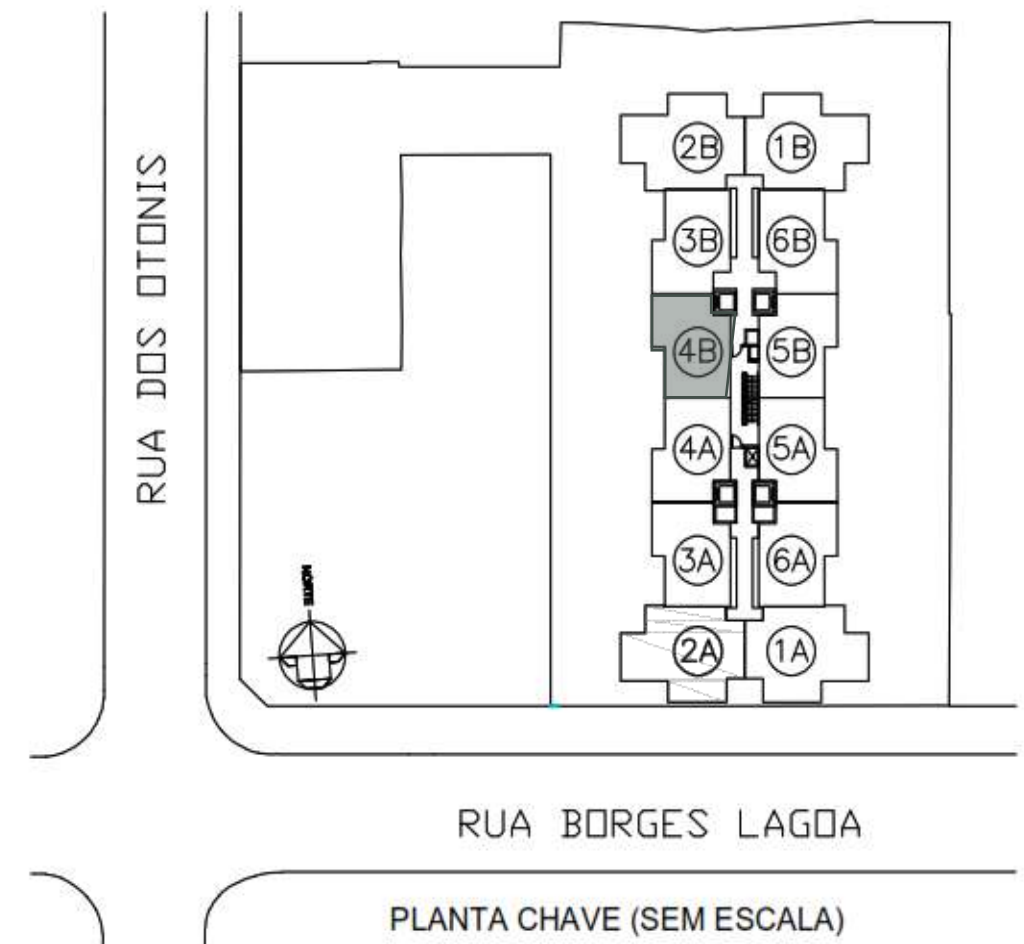 RUA DOS OTONIS
2B 1B
3B 6B
4B 5B
4A 5A
3A 6A
2A 1A
NORTE
RUA BORGES LAGOA
PLANTA CHAVE (SEM ESCALA)